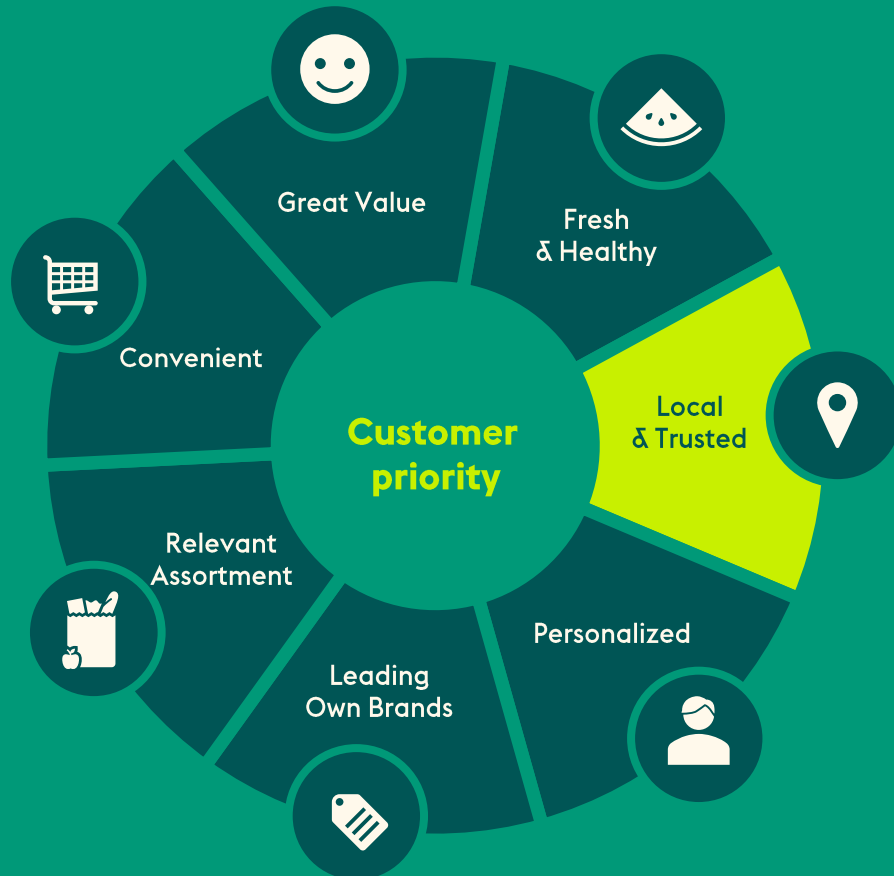 Great Value
Fresh
& Healthy
Local
& Trusted
Personalized
Leading
Own Brands
Relevant
Assortment
Convenient
Customer
priority